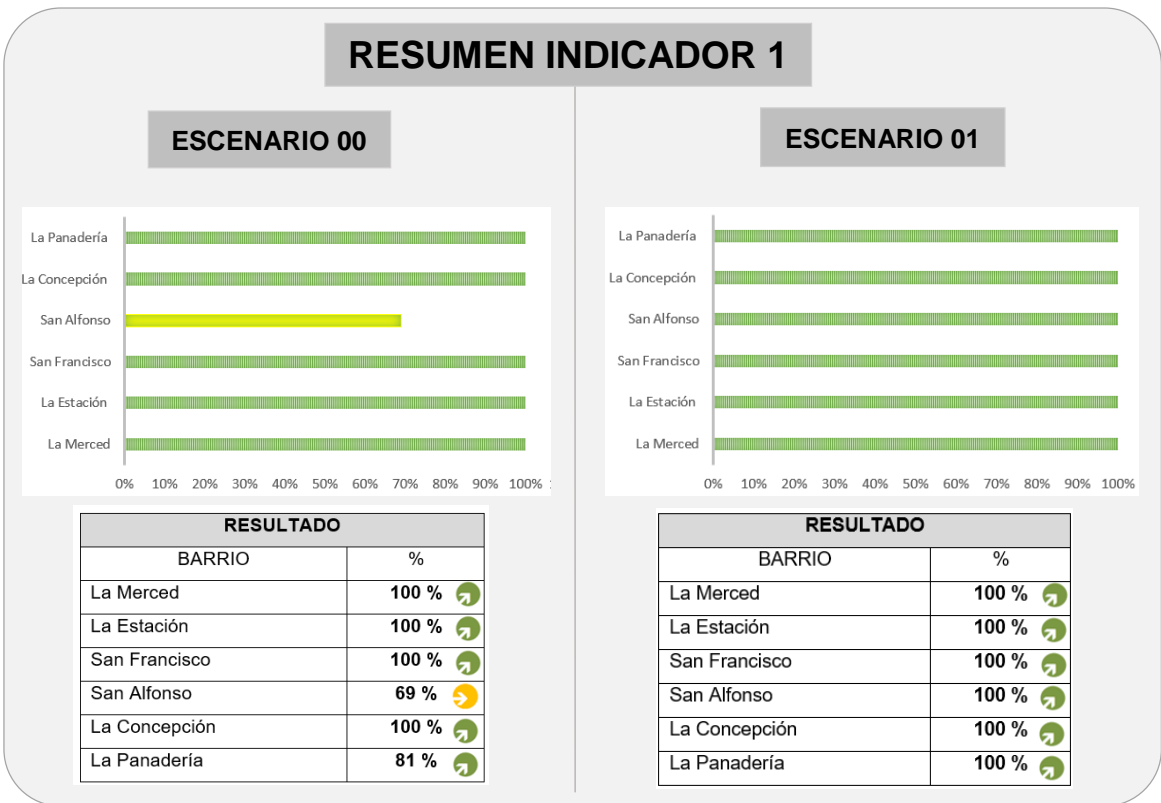 RESUMEN INDICADOR 1
ESCENARIO 00
La Panadería
La Concepción
San Alfonso
San Francisco
La Estación
La Merced
0% 10% 20% 30% 40% 50% 60% 70% 80% 90% 100%
RESULTADO
BARRIO %
La Merced 100 %
La Estación 100 %
San Francisco 100 %
San Alfonso 69 %
La Concepción 100 %
La Panadería 81 %
ESCENARIO 01
La Panadería
La Concepción
San Alfonso
San Francisco
La Estación
La Merced
0% 10% 20% 30% 40% 50% 60% 70% 80% 90% 100%
RESULTADO
BARRIO %
La Merced 100 %
La Estación 100 %
San Francisco 100 %
San Alfonso 100 %
La Concepción 100 %
La Panadería 100 %